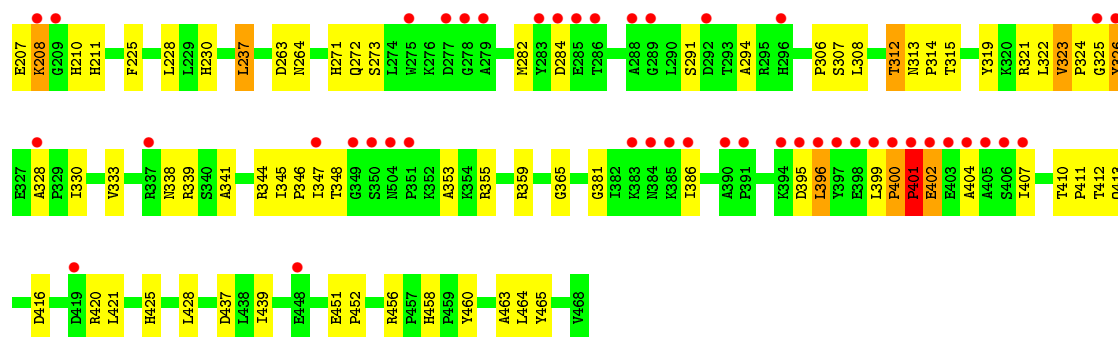 E207 K208 G209 H210 H211 F225 L228 L229 H230 L237 D263 N264 H271 Q272 S273 L274 W275 K276 D277 G278 A279 M282 Y283 D284 E285 T286 A288 G289 L290 S291 D292 T293 A294 R295 H296 P306 S307 L308 T312 N313 P314 T315 Y319 K320 R321 L322 V323 P324 G325 Y326
E327 A328 P329 I330 V333 R337 N338 R339 S340 A341 R344 I345 P346 I347 T348 G349 S350 N504 P351 K352 A353 K354 R355 R359 G365 G381 I382 K383 N384 K385 I386 A390 P391 K394 D395 L396 Y397 E398 L399 P400 P401 E402 E403 A404 A405 S406 I407 T410 P411 T412 Q413
D416 D419 R420 L421 H425 L428 D437 L438 I439 E448 E451 P452 R456 P457 H458 P459 Y460 A463 L464 Y465 V468